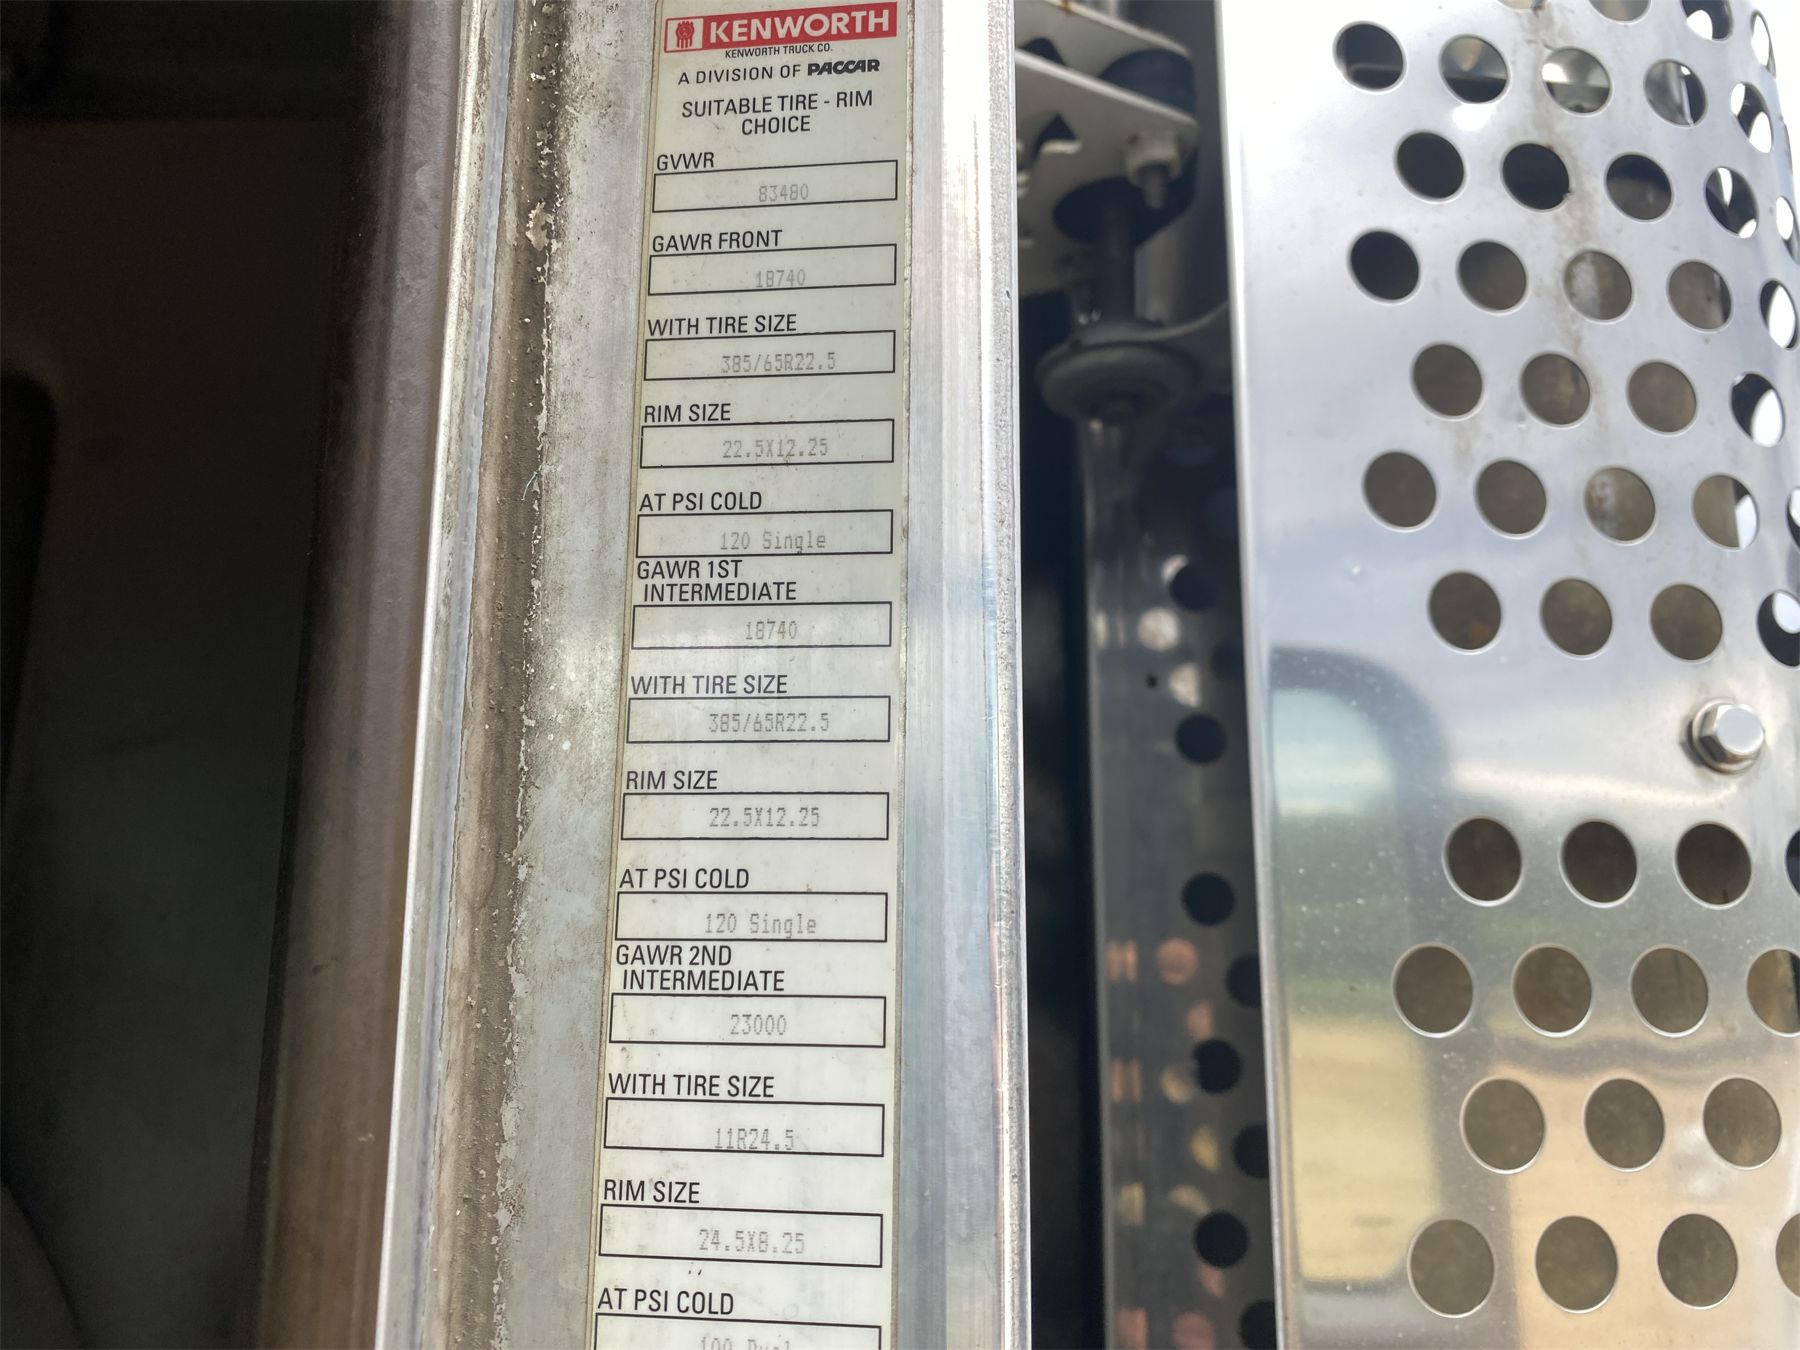 KENWORTH
KENWORTH TRUCK CO.
A DIVISION OF PACCAR
SUITABLE TIRE - RIM
CHOICE
GVWR
83480
GAWR FRONT
18740
WITH TIRE SIZE
385/65R22.5
RIM SIZE
22.5X12.25
AT PSI COLD
120 Single
GAWR 1ST
INTERMEDIATE
18740
WITH TIRE SIZE
385/65R22.5
RIM SIZE
22.5X12.25
AT PSI COLD
120 Single
GAWR 2ND
INTERMEDIATE
23000
WITH TIRE SIZE
11R24.5
RIM SIZE
24.5X8.25
AT PSI COLD